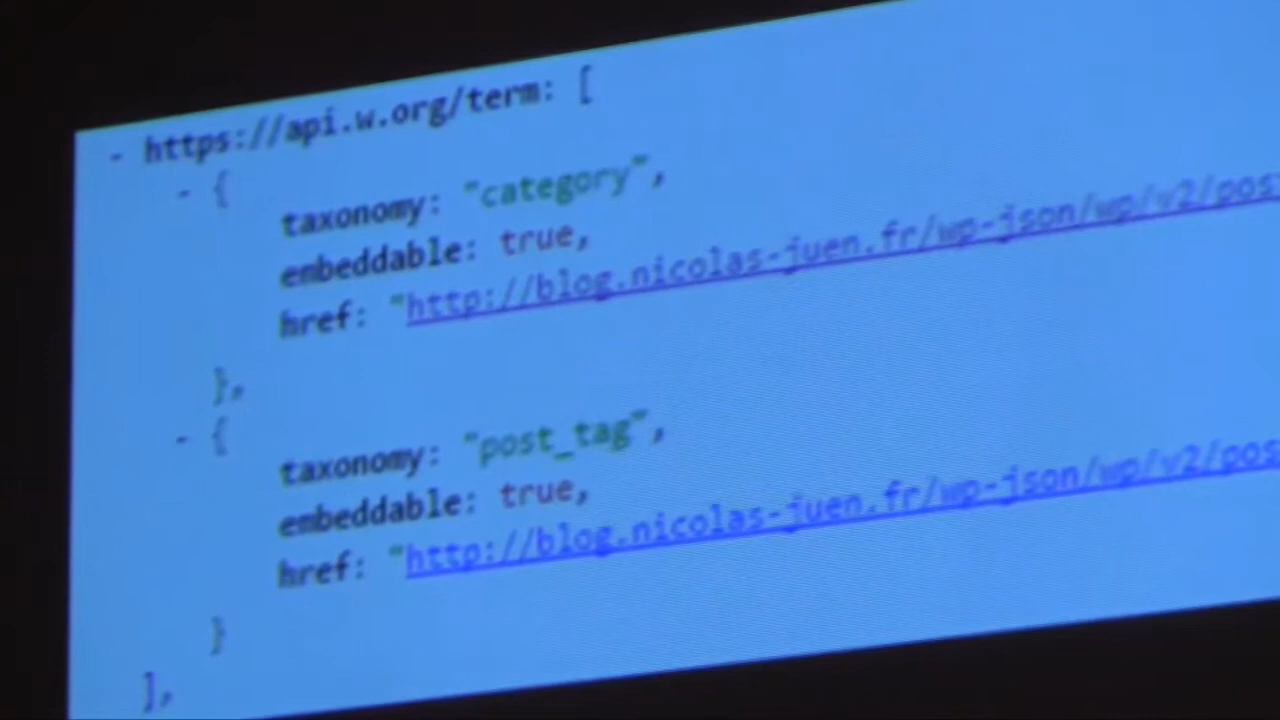 - https://api.w.org/term: [
- {
taxonomy: "category",
embeddable: true,
href: "http://blog.nicolas-juen.fr/wp-json/wp/v2/pos
},
- {
taxonomy: "post_tag",
embeddable: true,
href: "http://blog.nicolas-juen.fr/wp-json/wp/v2/pos
}
],